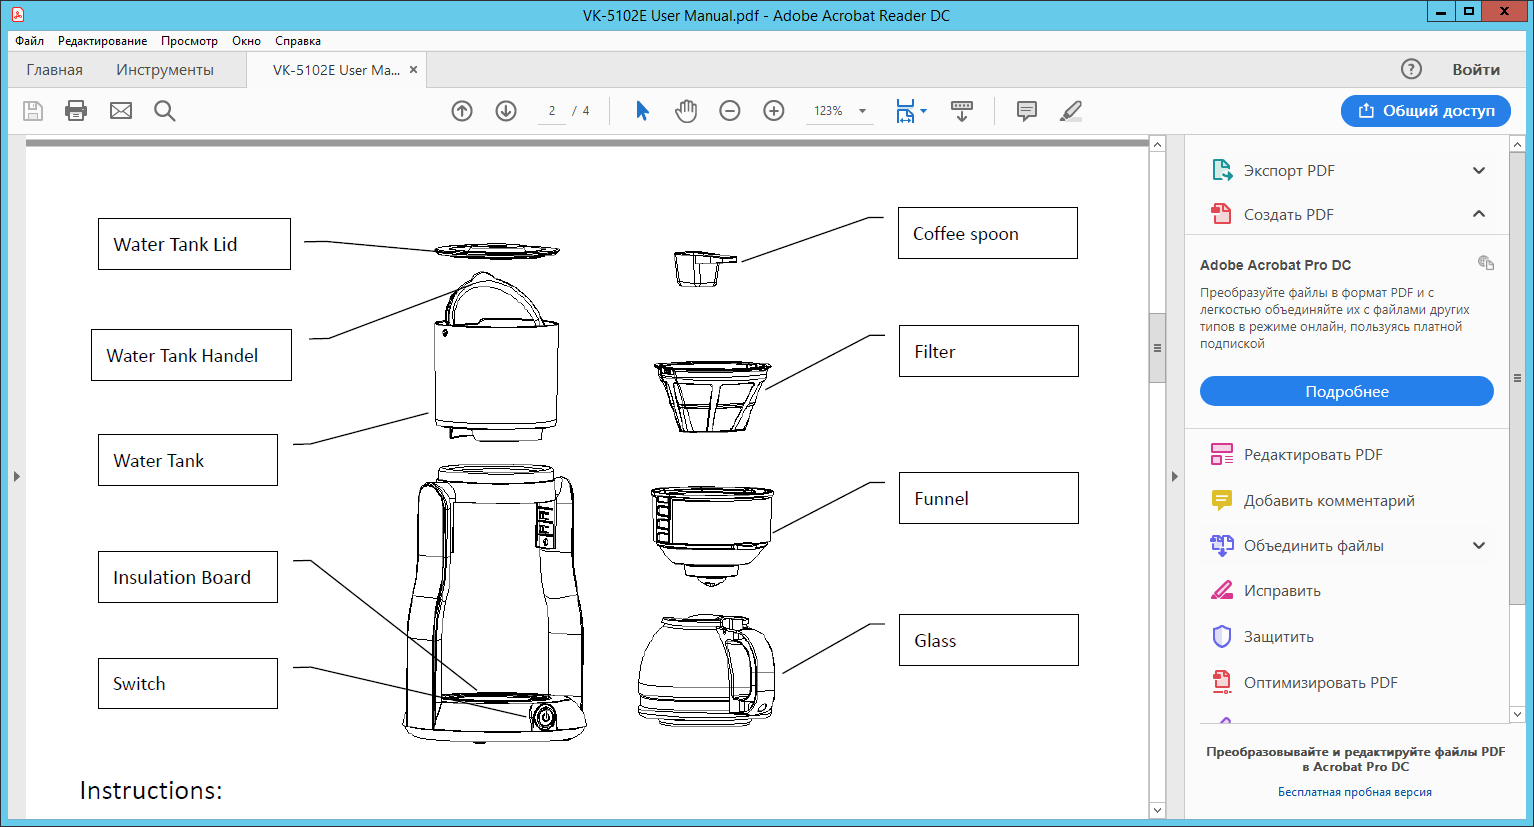 VK-5102E User Manual.pdf - Adobe Acrobat Reader DC
Файл Редактирование Просмотр Окно Справка
Главная Инструменты VK-5102E User Ma... Войти
2 / 4 123% Общий доступ
Water Tank Lid
Water Tank Handel
Water Tank
Insulation Board
Switch
Coffee spoon
Filter
Funnel
Glass
Instructions:
Экспорт PDF
Создать PDF
Adobe Acrobat Pro DC
Преобразуйте файлы в формат PDF и с
легкостью объединяйте их с файлами других
типов в режиме онлайн, пользуясь платной
подпиской
Подробнее
Редактировать PDF
Добавить комментарий
Объединить файлы
Исправить
Защитить
Оптимизировать PDF
Преобразовывайте и редактируйте файлы PDF
в Acrobat Pro DC
Бесплатная пробная версия